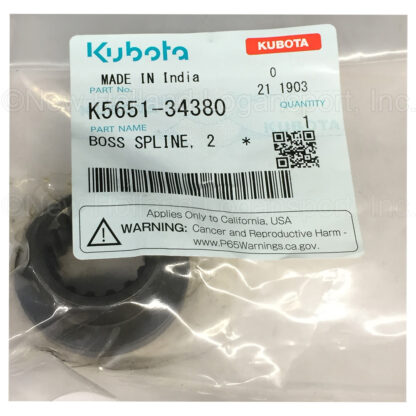 Kubota
KUBOTA
MADE IN India
0
PART No.
21 1903
K5651-34380
QUANTITY
PART NAME
1
BOSS SPLINE, 2 *
Applies Only to California, USA
WARNING: Cancer and Reproductive Harm -
www.P65Warnings.ca.gov.